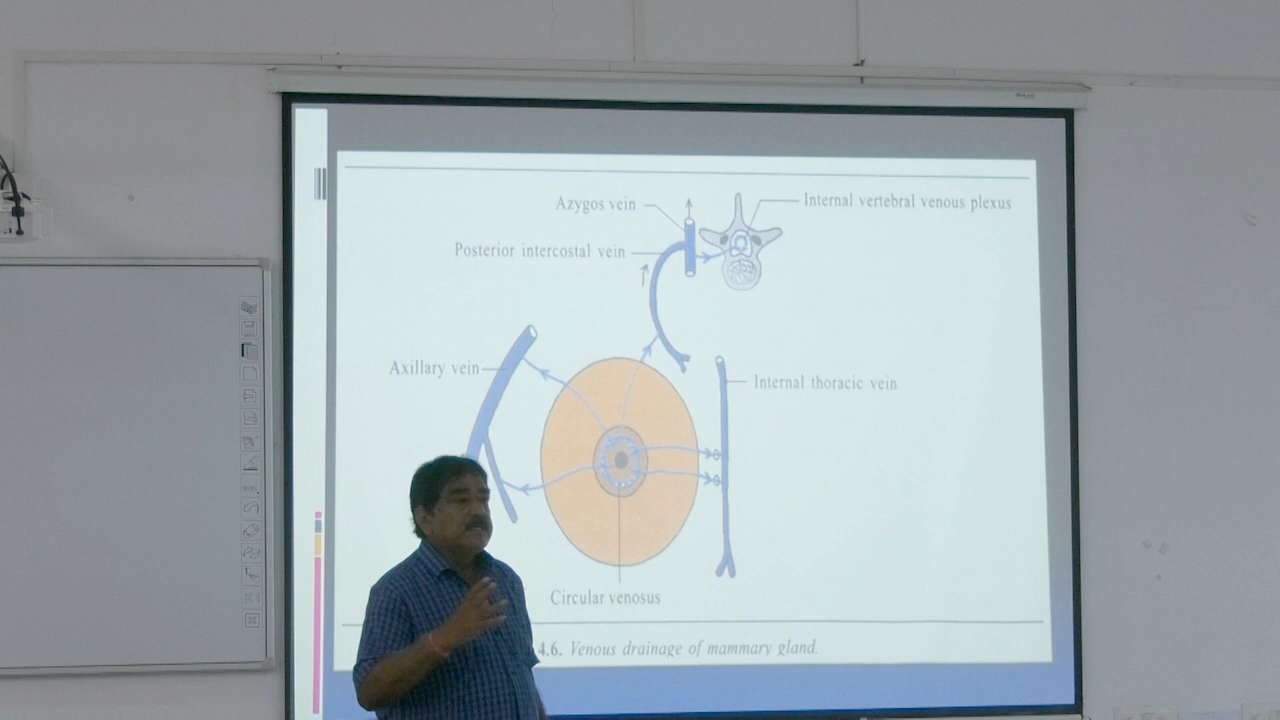 Azygos vein
Internal vertebral venous plexus
Posterior intercostal vein
Axillary vein
Internal thoracic vein
Circular venosus
4.6. Venous drainage of mammary gland.